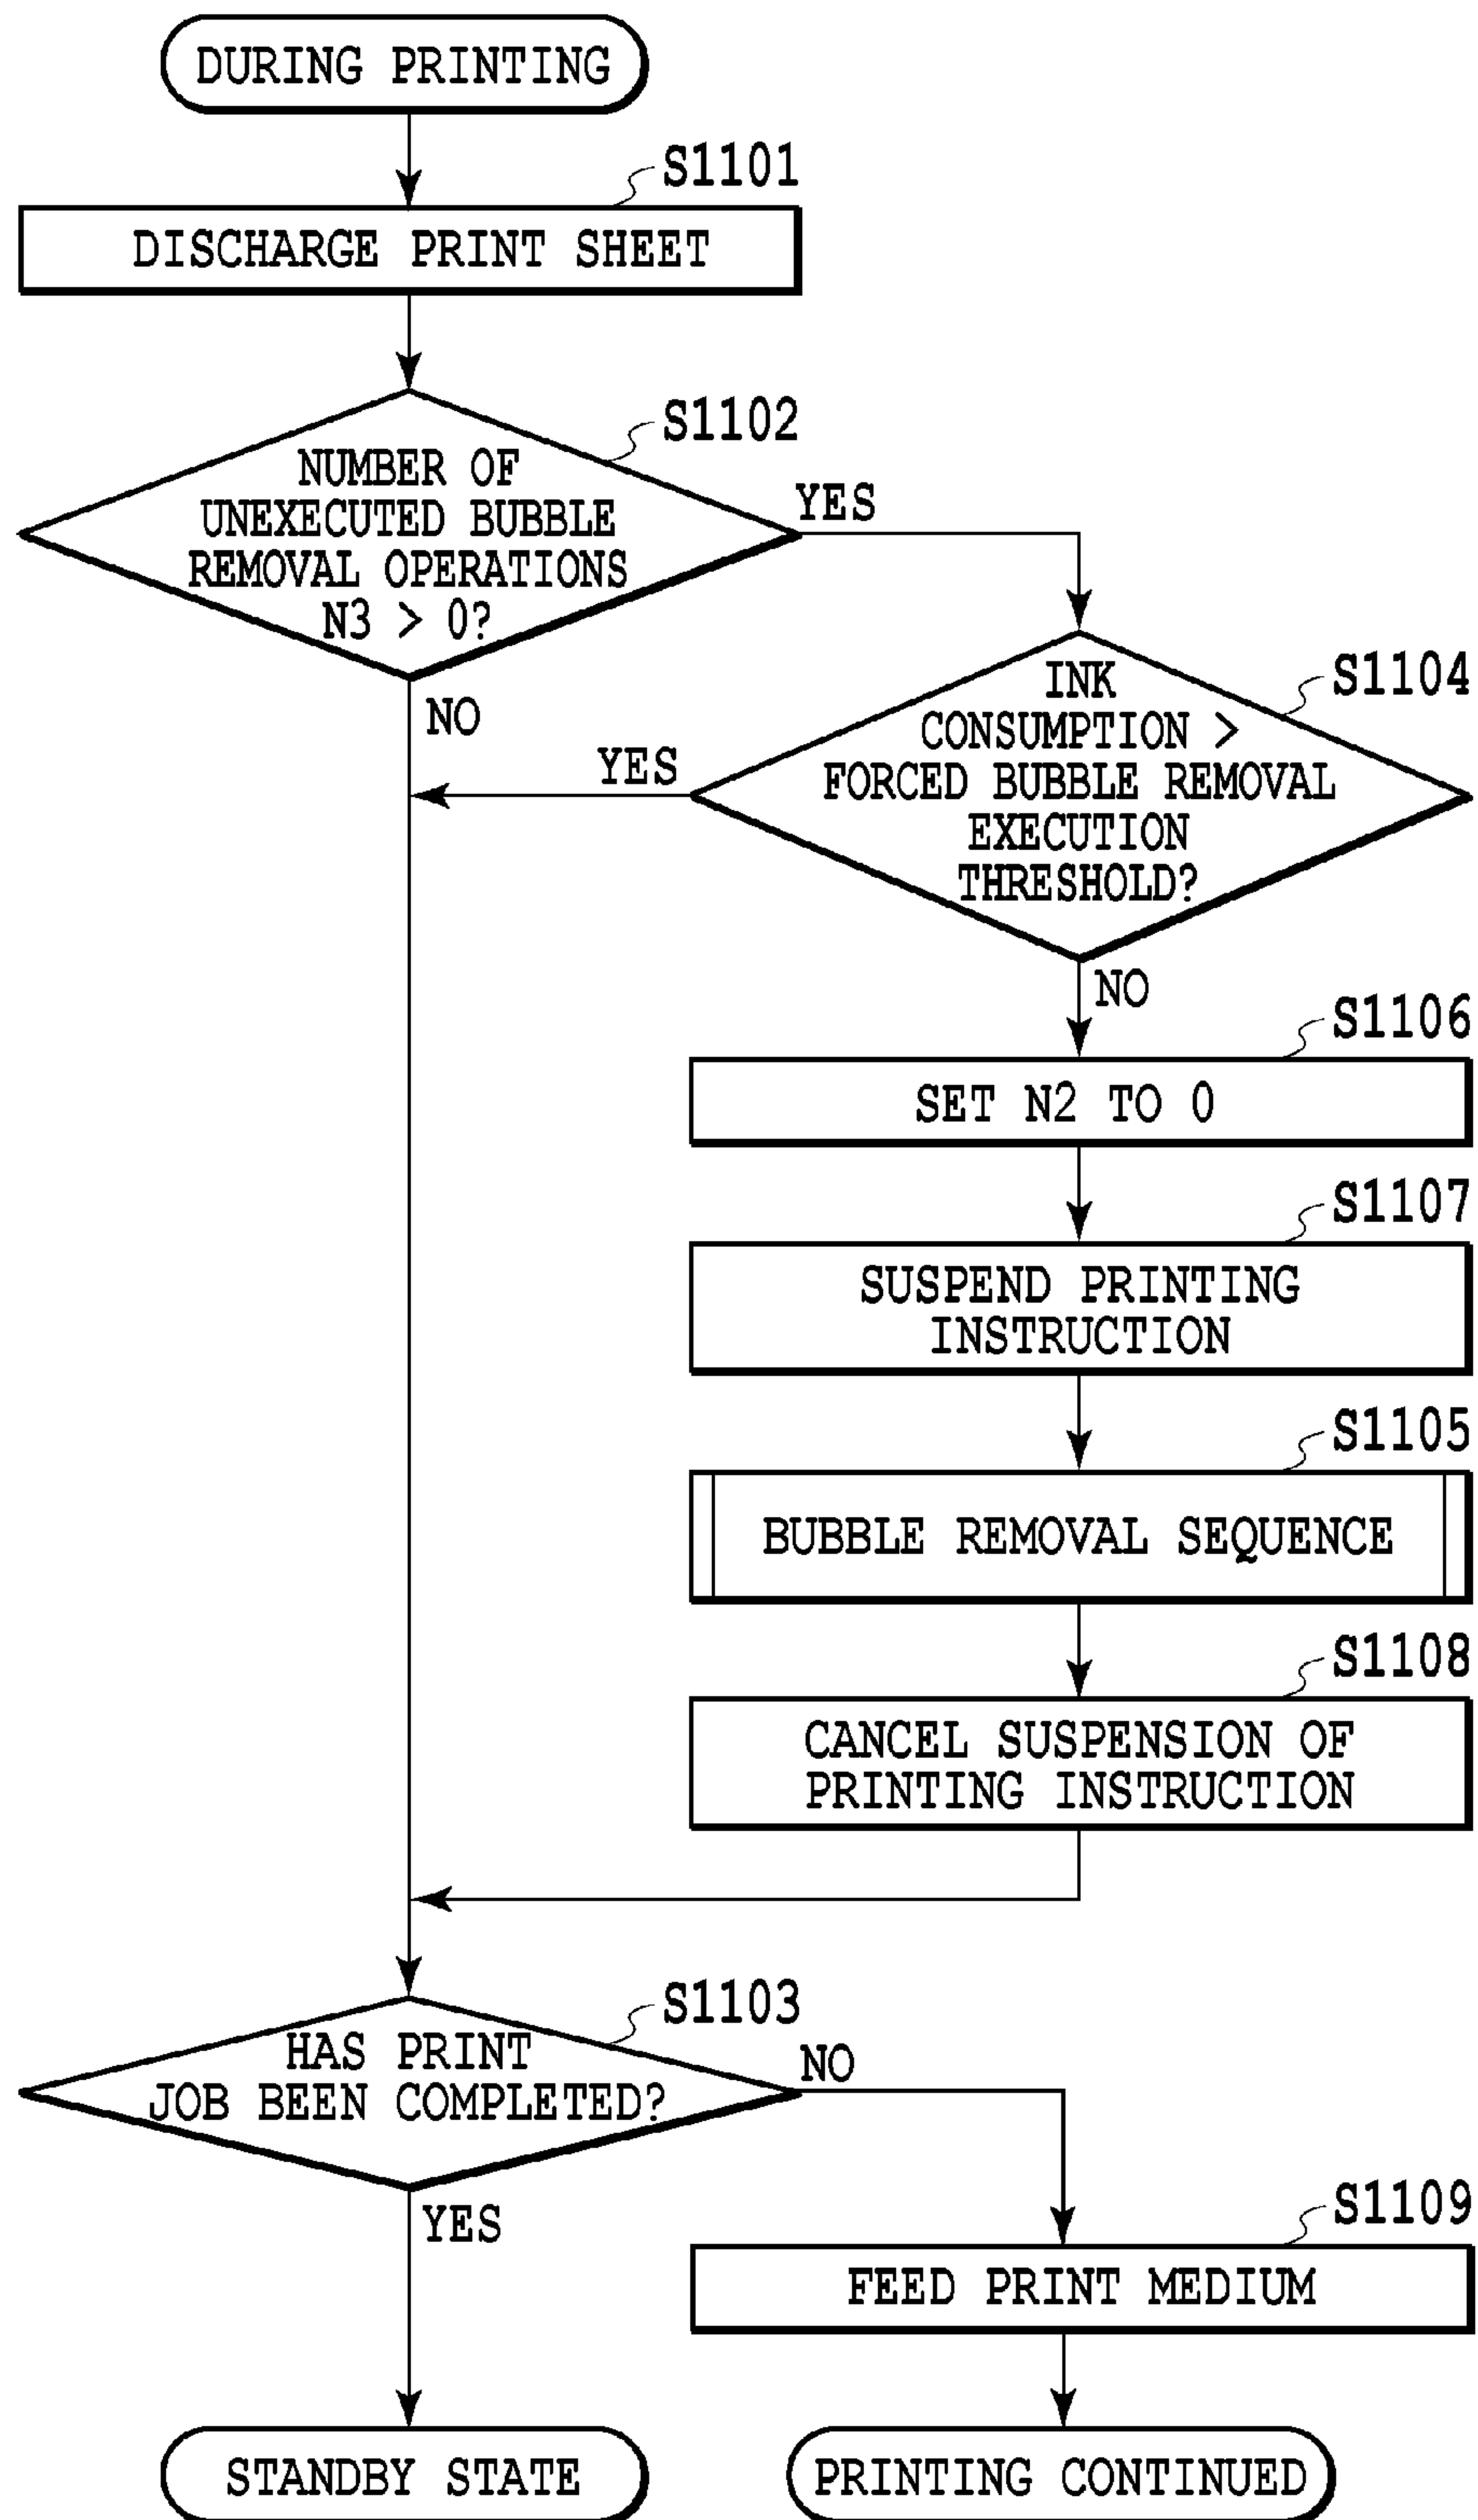 DURING PRINTING
S1101
DISCHARGE PRINT SHEET
S1102
NUMBER OF
UNEXECUTED BUBBLE
REMOVAL OPERATIONS
N3 > 0?
YES
NO
S1104
INK
CONSUMPTION >
FORCED BUBBLE REMOVAL
EXECUTION
THRESHOLD?
YES
NO
S1106
SET N2 TO 0
S1107
SUSPEND PRINTING
INSTRUCTION
S1105
BUBBLE REMOVAL SEQUENCE
S1108
CANCEL SUSPENSION OF
PRINTING INSTRUCTION
S1103
HAS PRINT
JOB BEEN COMPLETED?
NO
YES
S1109
FEED PRINT MEDIUM
STANDBY STATE
PRINTING CONTINUED